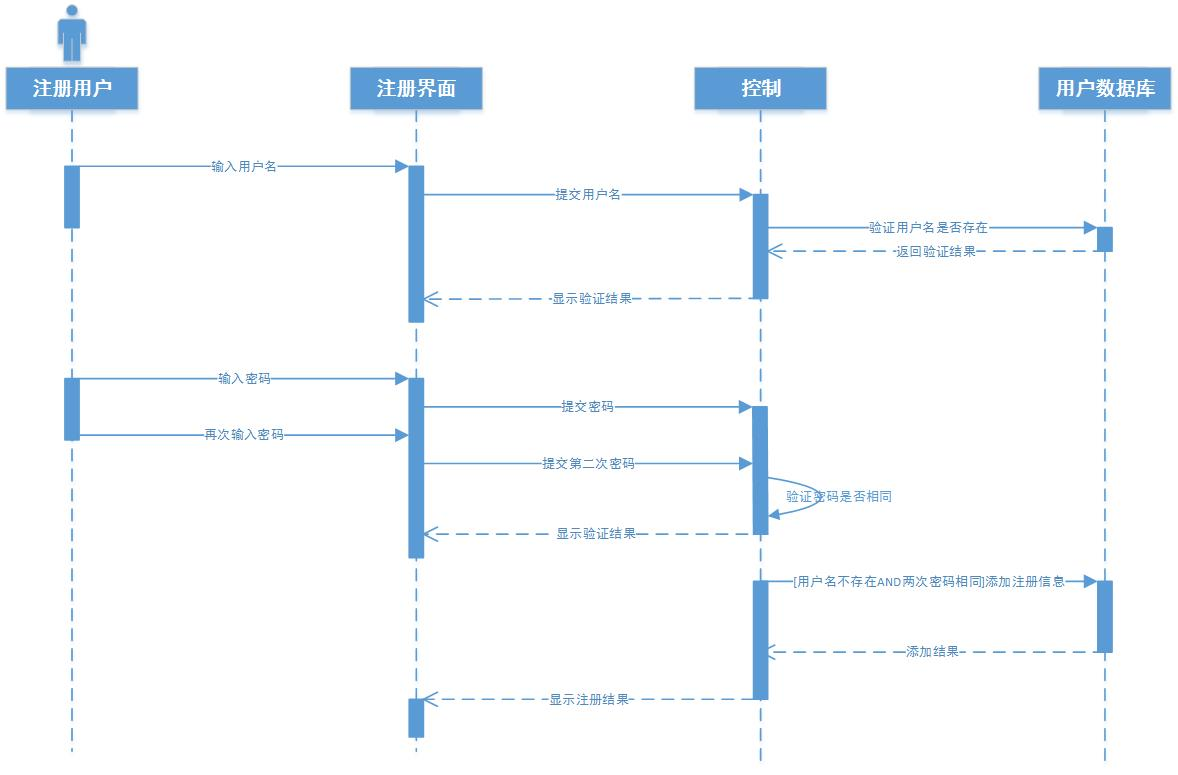 注册用户
注册界面
控制
用户数据库
输入用户名
提交用户名
验证用户名是否存在
返回验证结果
显示验证结果
输入密码
提交密码
再次输入密码
提交第二次密码
验证密码是否相同
显示验证结果
[用户名不存在AND两次密码相同]添加注册信息
添加结果
显示注册结果